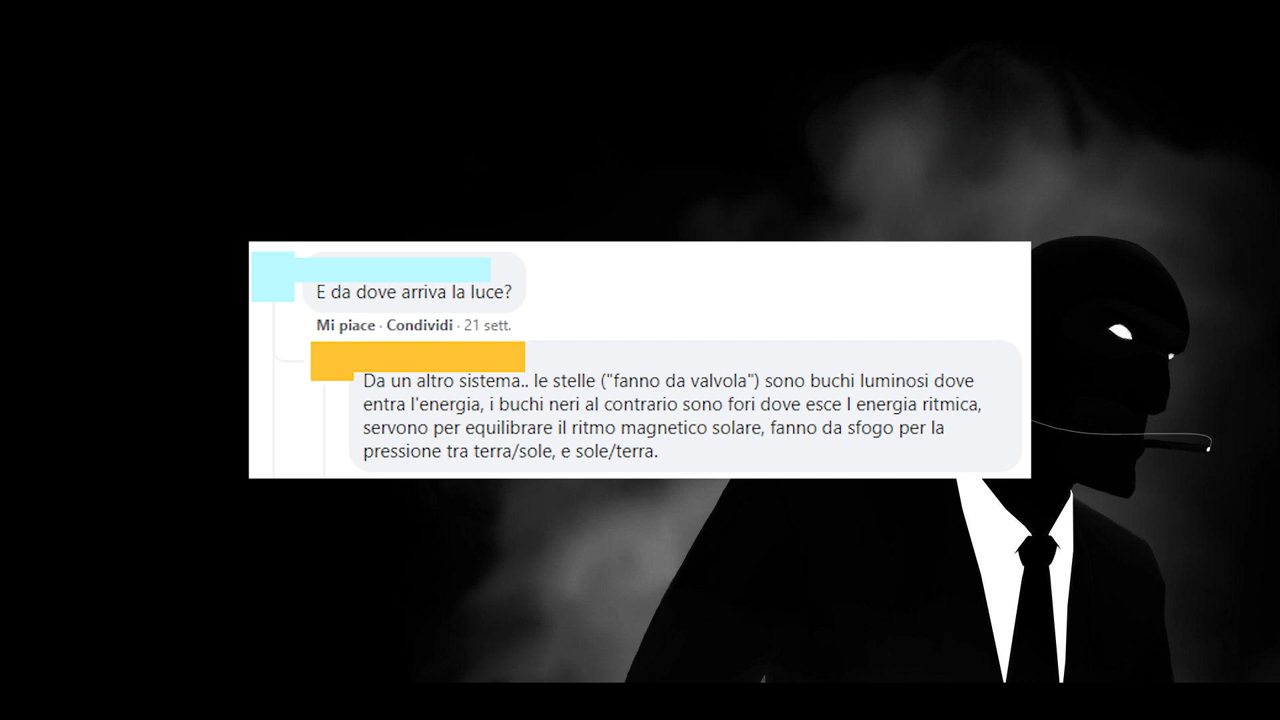 E da dove arriva la luce?
Mi piace · Condividi · 21 sett.
Da un altro sistema.. le stelle ("fanno da valvola") sono buchi luminosi dove
entra l'energia, i buchi neri al contrario sono fori dove esce l energia ritmica,
servono per equilibrare il ritmo magnetico solare, fanno da sfogo per la
pressione tra terra/sole, e sole/terra.